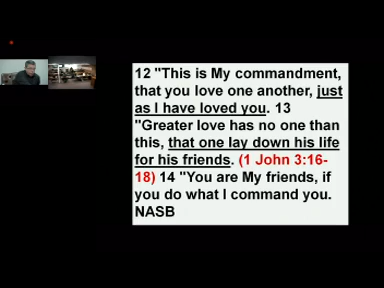 12 "This is My commandment,
that you love one another, just
as I have loved you. 13
"Greater love has no one than
this, that one lay down his life
for his friends. (1 John 3:16-
18) 14 "You are My friends, if
you do what I command you.
NASB